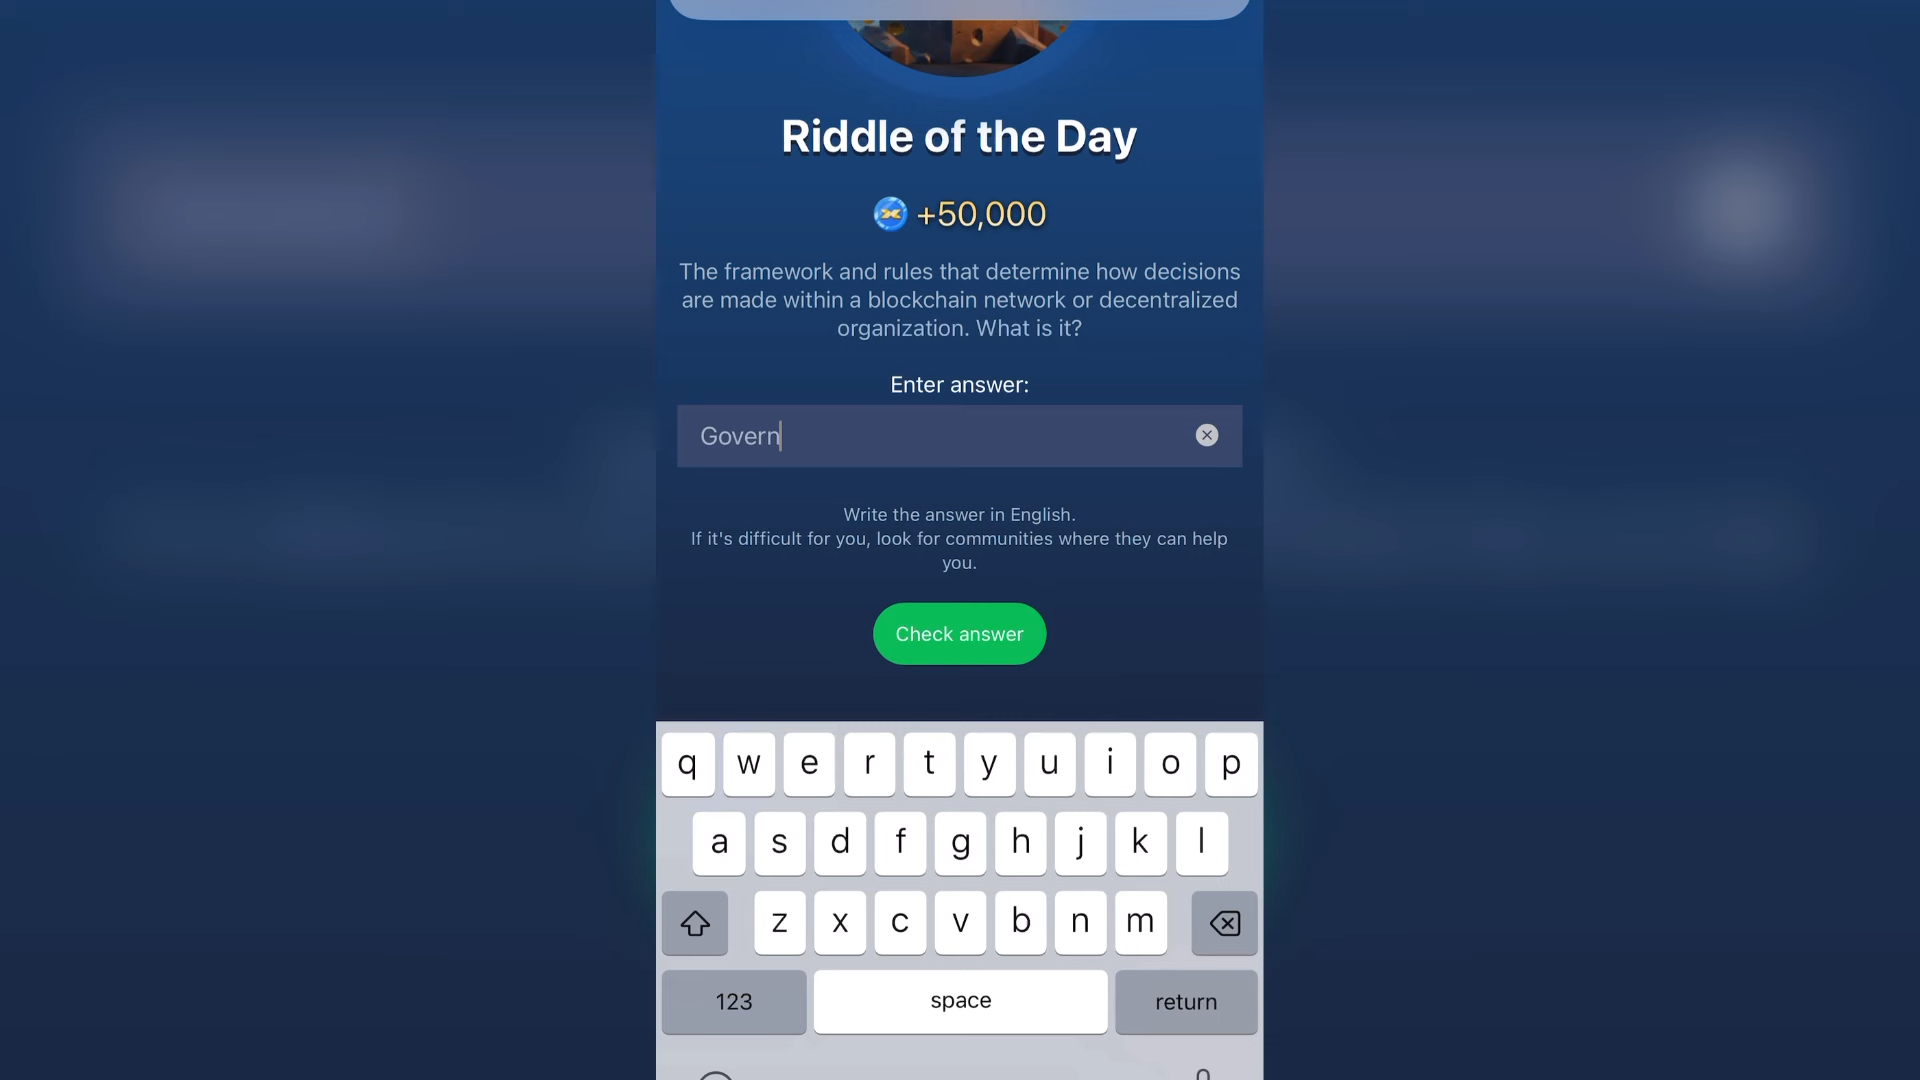 Riddle of the Day
+50,000
The framework and rules that determine how decisions
are made within a blockchain network or decentralized
organization. What is it?
Enter answer:
Govern
Write the answer in English.
If it's difficult for you, look for communities where they can help
you.
Check answer
q w e r t y u i o p
a s d f g h j k l
z x c v b n m
123 space return